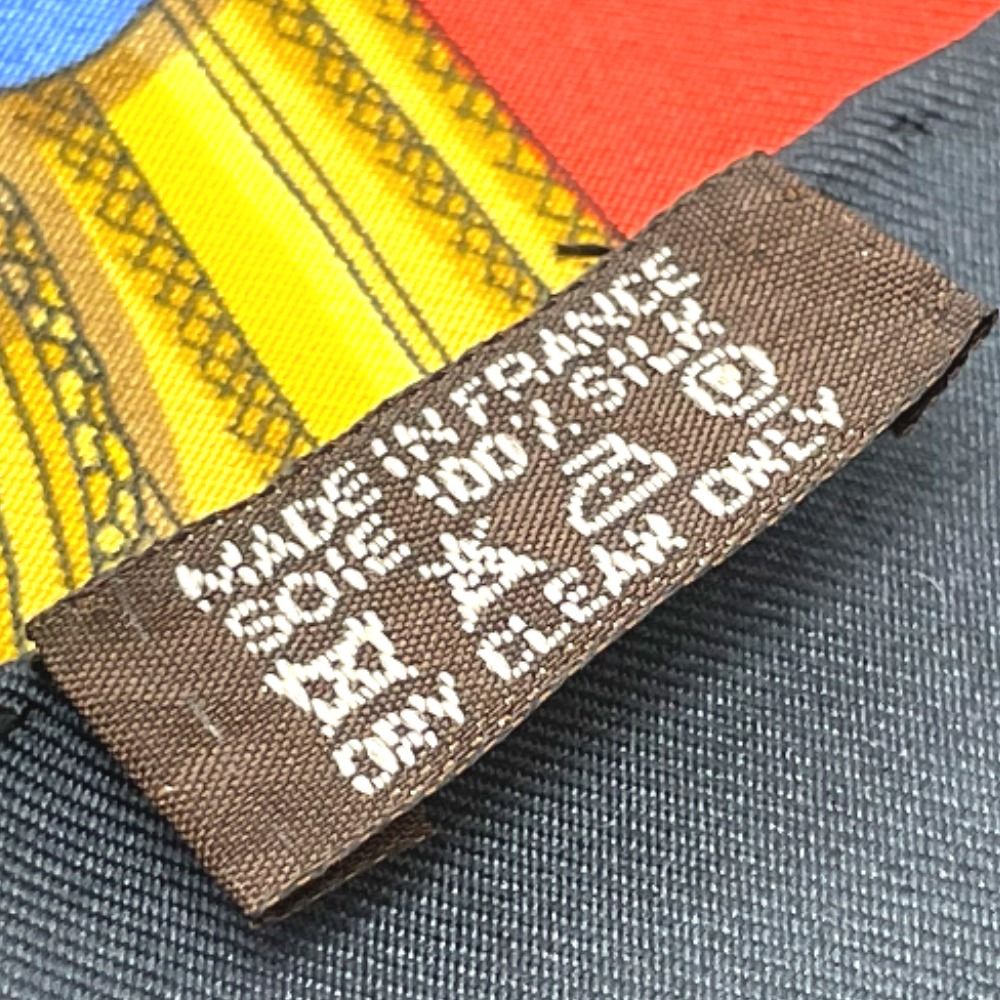 MADE IN FRANCE
SOIE 100% SILK
DRY CLEAN ONLY